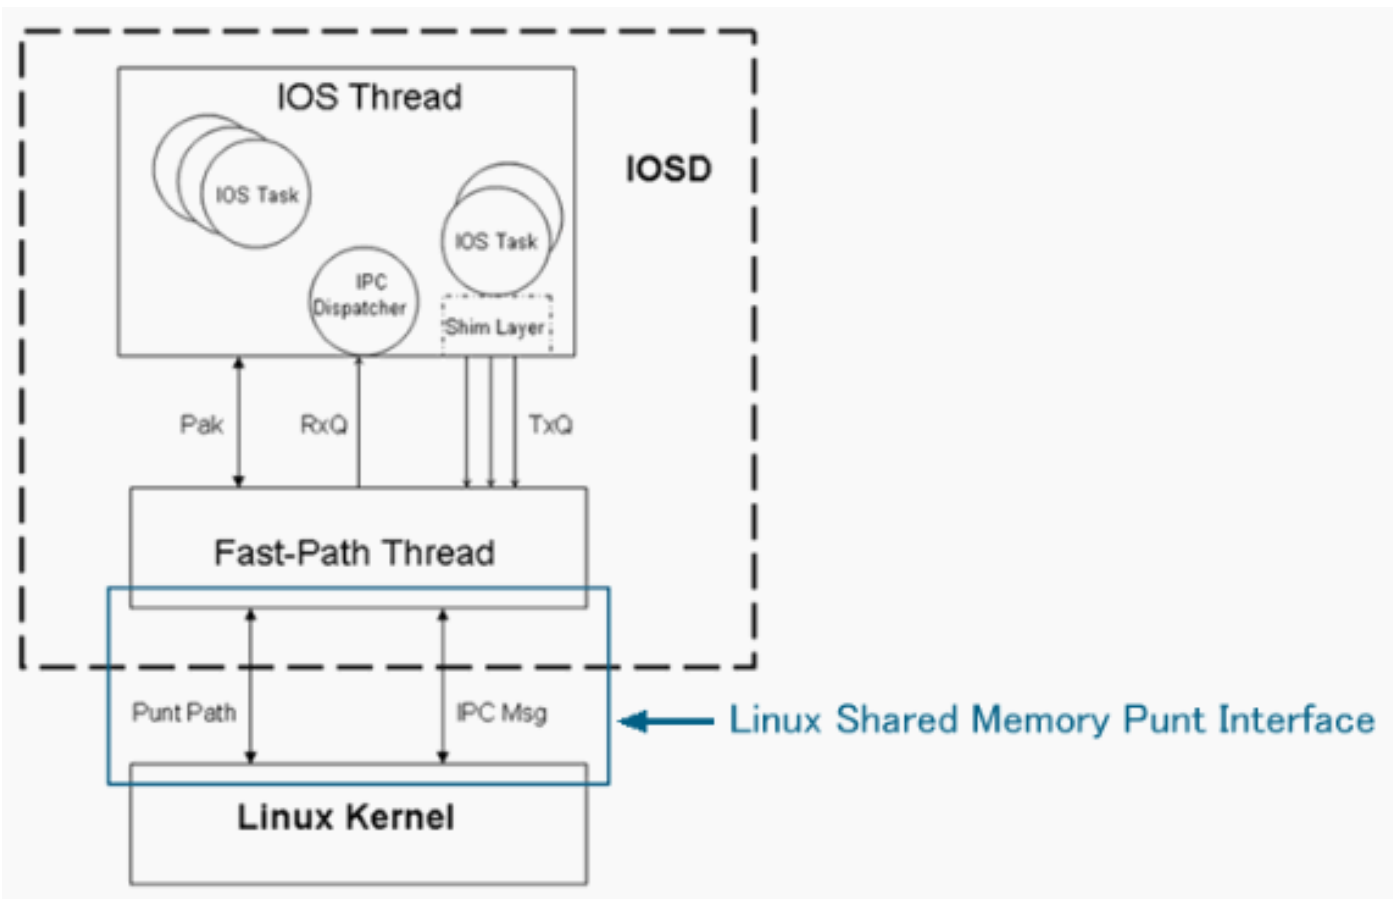 IOS Thread
IOSD
IOS Task
IOS Task
IPC
Dispatcher
Shim Layer
Pak
RxQ
TxQ
Fast-Path Thread
Punt Path
IPC Msg
Linux Shared Memory Punt Interface
Linux Kernel